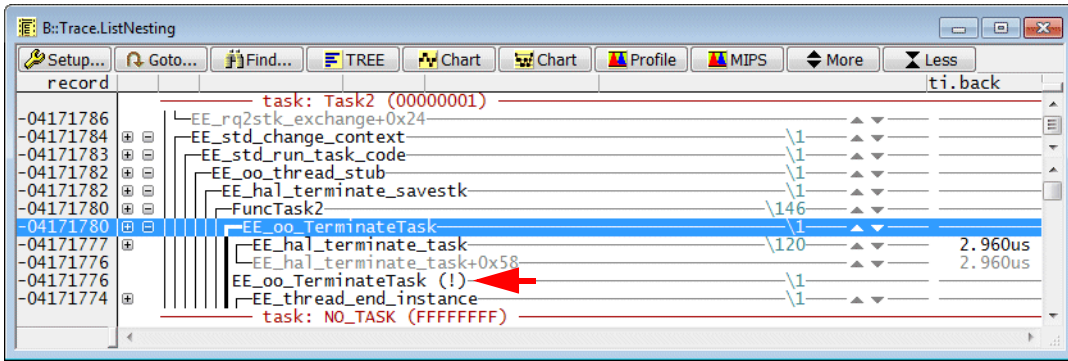 B::Trace.ListNesting
Setup... Goto... Find... TREE Chart Chart Profile MIPS More Less
record ti.back
task: Task2 (00000001)
-04171786 EE_rq2stk_exchange+0x24
-04171784 EE_std_change_context \1
-04171783 EE_std_run_task_code \1
-04171782 EE_oo_thread_stub \1
-04171782 EE_hal_terminate_savestk \1
-04171780 FuncTask2 \146
-04171780 EE_oo_TerminateTask \1
-04171777 EE_hal_terminate_task \120 2.960us
-04171776 EE_hal_terminate_task+0x58 2.960us
-04171776 EE_oo_TerminateTask (!) \1
-04171774 EE_thread_end_instance \1
task: NO_TASK (FFFFFFFF)